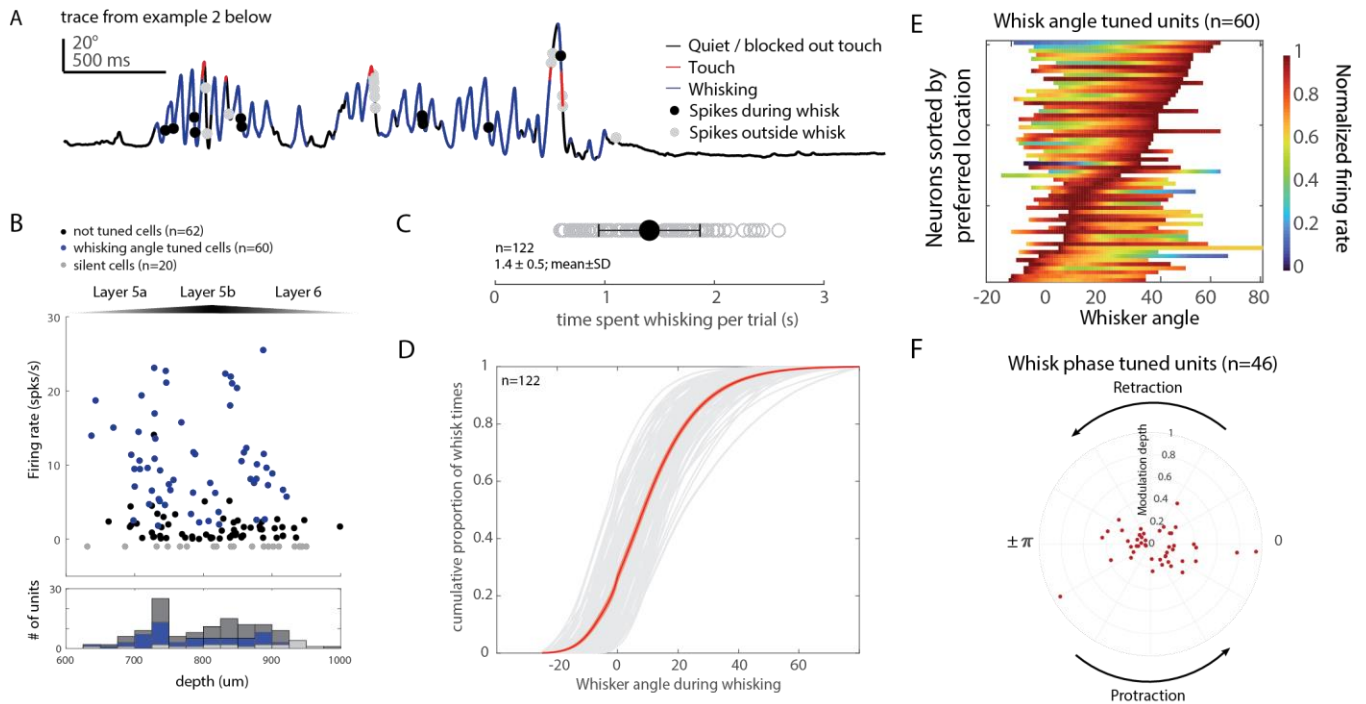 A
trace from example 2 below
20°
500 ms
Quiet / blocked out touch
Touch
Whisking
Spikes during whisk
Spikes outside whisk
B
not tuned cells (n=62)
whisking angle tuned cells (n=60)
silent cells (n=20)
Layer 5a Layer 5b Layer 6
30
20
10
0
Firing rate (spks/s)
30
0
# of units
600 700 800 900 1000
depth (um)
C
n=122
1.4 ± 0.5; mean±SD
0 1 2 3
time spent whisking per trial (s)
D
n=122
1
0.8
0.6
0.4
0.2
0
cumulative proportion of whisk times
-20 0 20 40 60
Whisker angle during whisking
E
Whisk angle tuned units (n=60)
Neurons sorted by
preferred location
-20 0 20 40 60 80
Whisker angle
1
0.8
0.6
0.4
0.2
0
Normalized firing rate
F
Whisk phase tuned units (n=46)
Retraction
Modulation depth
1
0.8
0.6
0.4
0.2
0
± π
0
Protraction